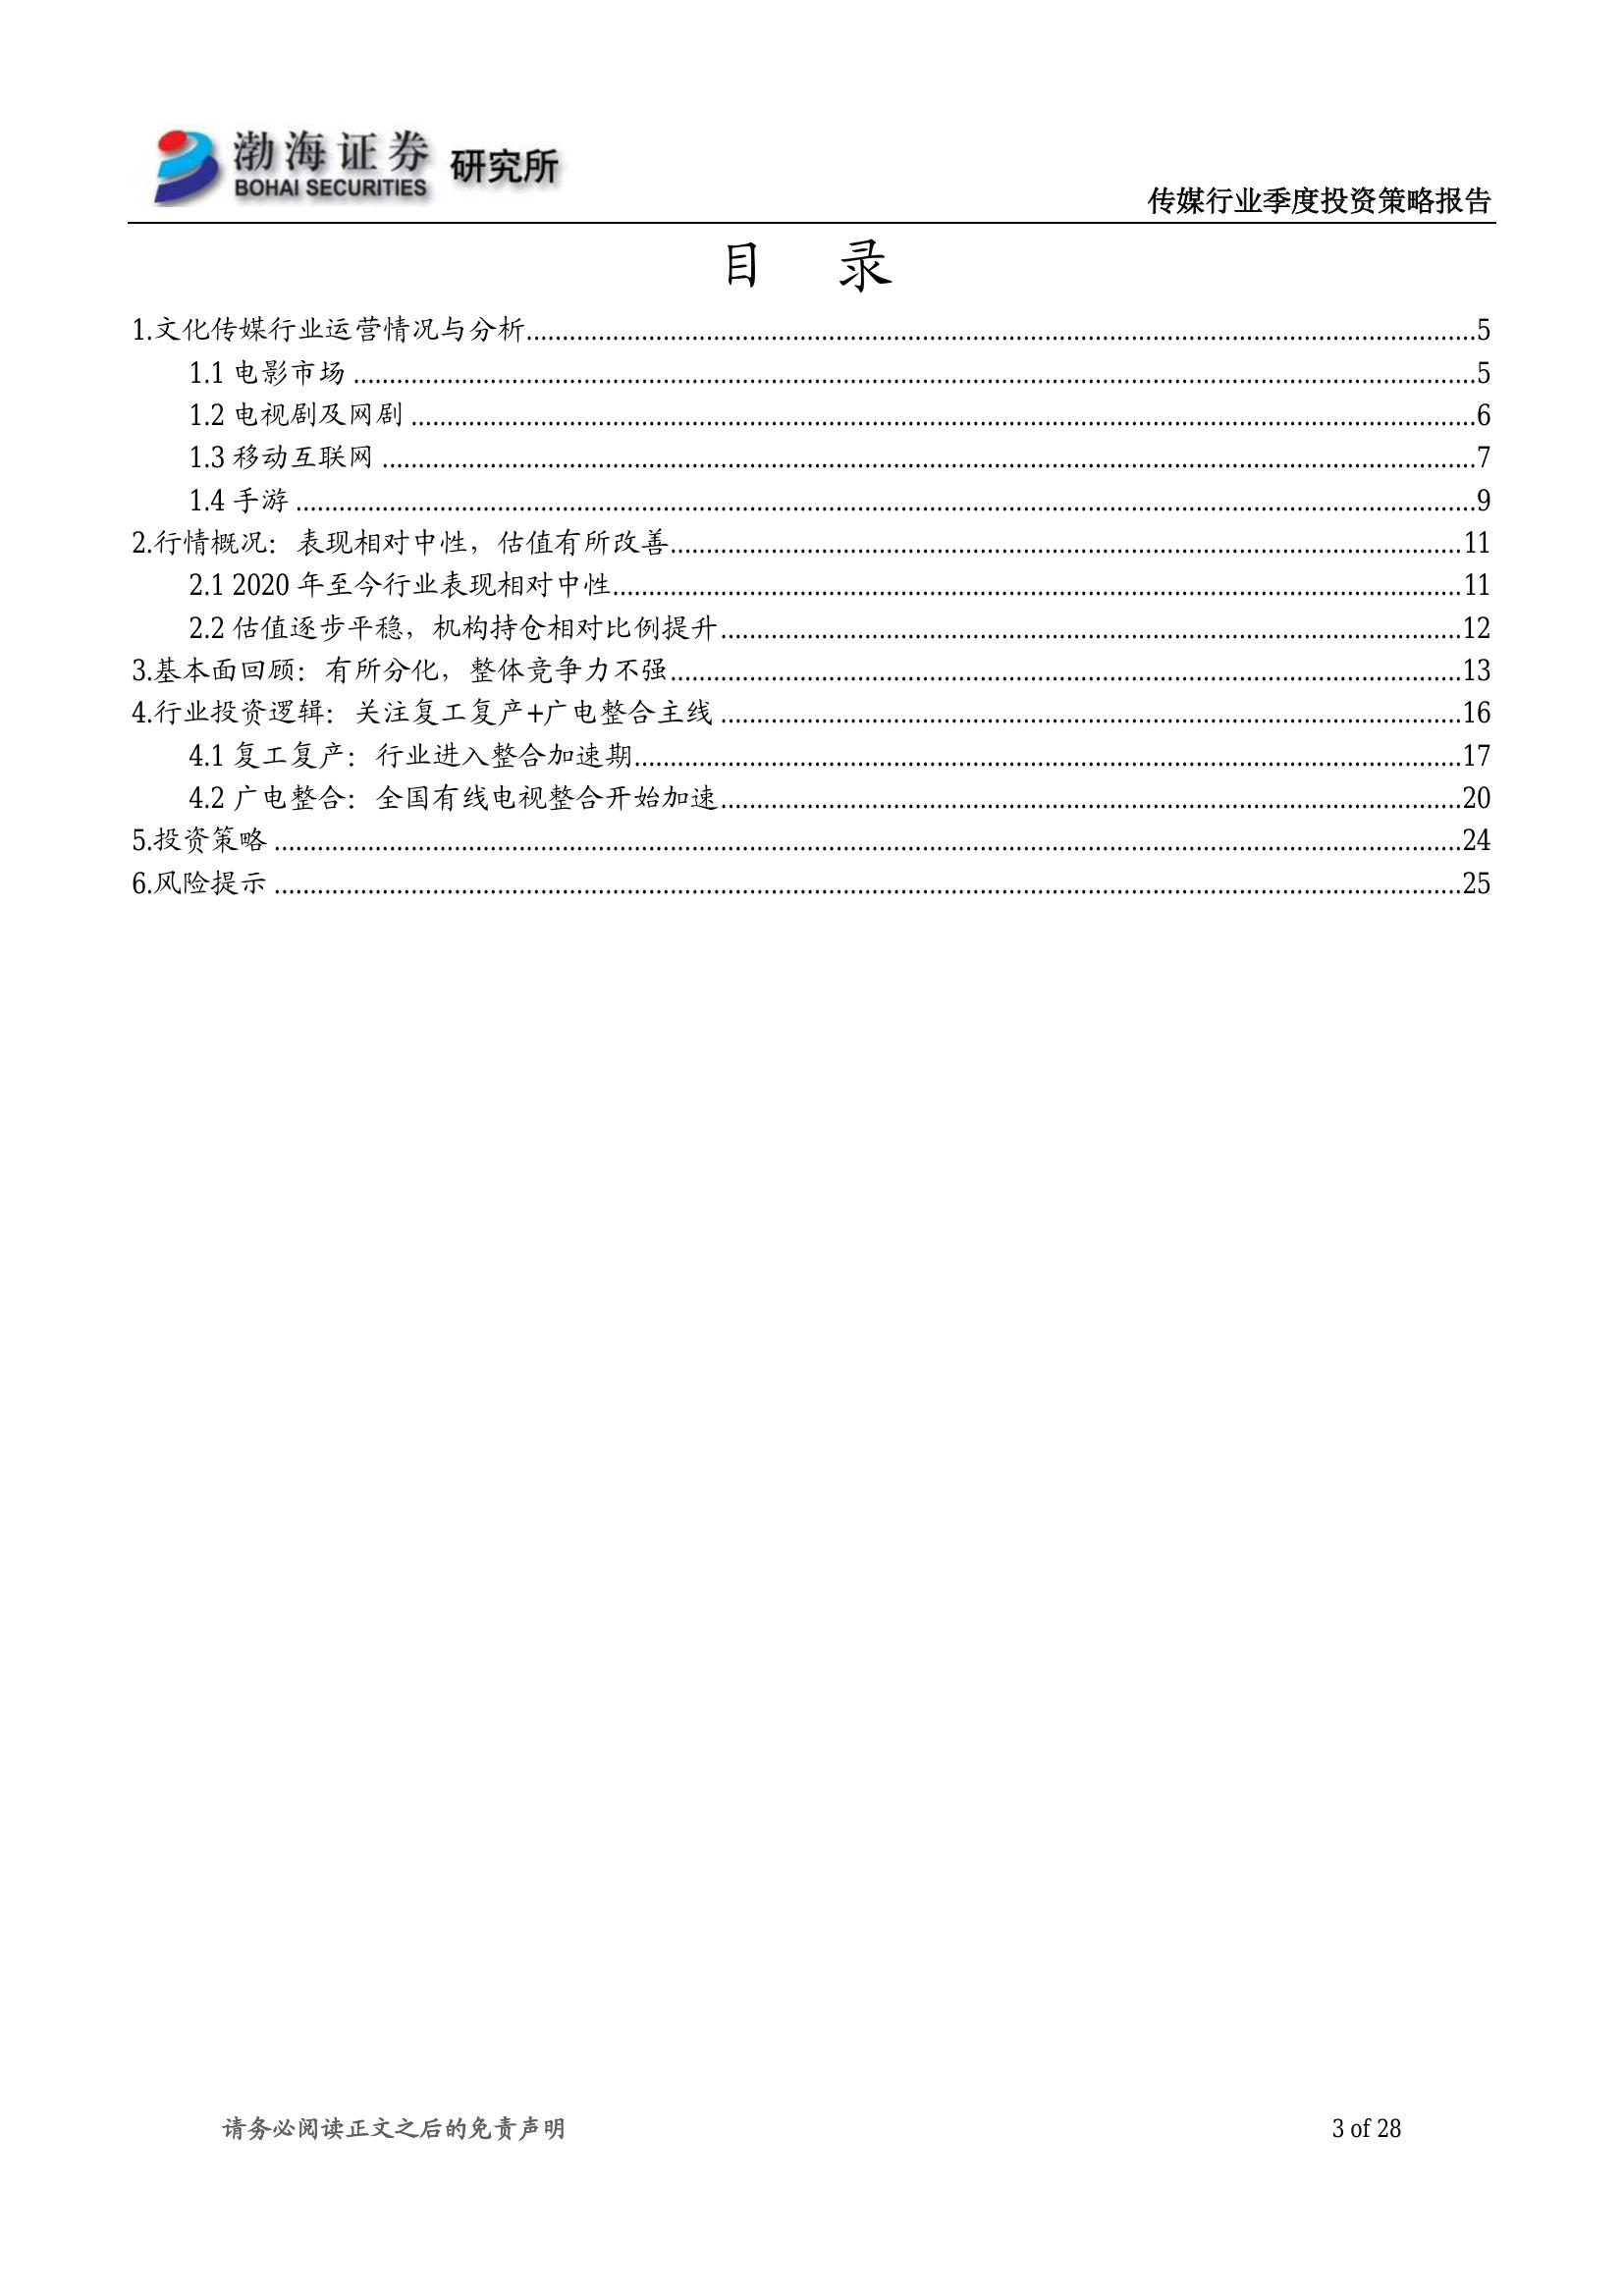 渤海证券 研究所
BOHAI SECURITIES
传媒行业季度投资策略报告
目 录
1.文化传媒行业运营情况与分析........................................5
1.1 电影市场........................................5
1.2 电视剧及网剧........................................6
1.3 移动互联网........................................7
1.4 手游........................................9
2.行情概况：表现相对中性，估值有所改善........................................11
2.1 2020 年至今行业表现相对中性........................................11
2.2 估值逐步平稳，机构持仓相对比例提升........................................12
3.基本面回顾：有所分化，整体竞争力不强........................................13
4.行业投资逻辑：关注复工复产+广电整合主线........................................16
4.1 复工复产：行业进入整合加速期........................................17
4.2 广电整合：全国有线电视整合开始加速........................................20
5.投资策略........................................24
6.风险提示........................................25
请务必阅读正文之后的免责声明 3 of 28